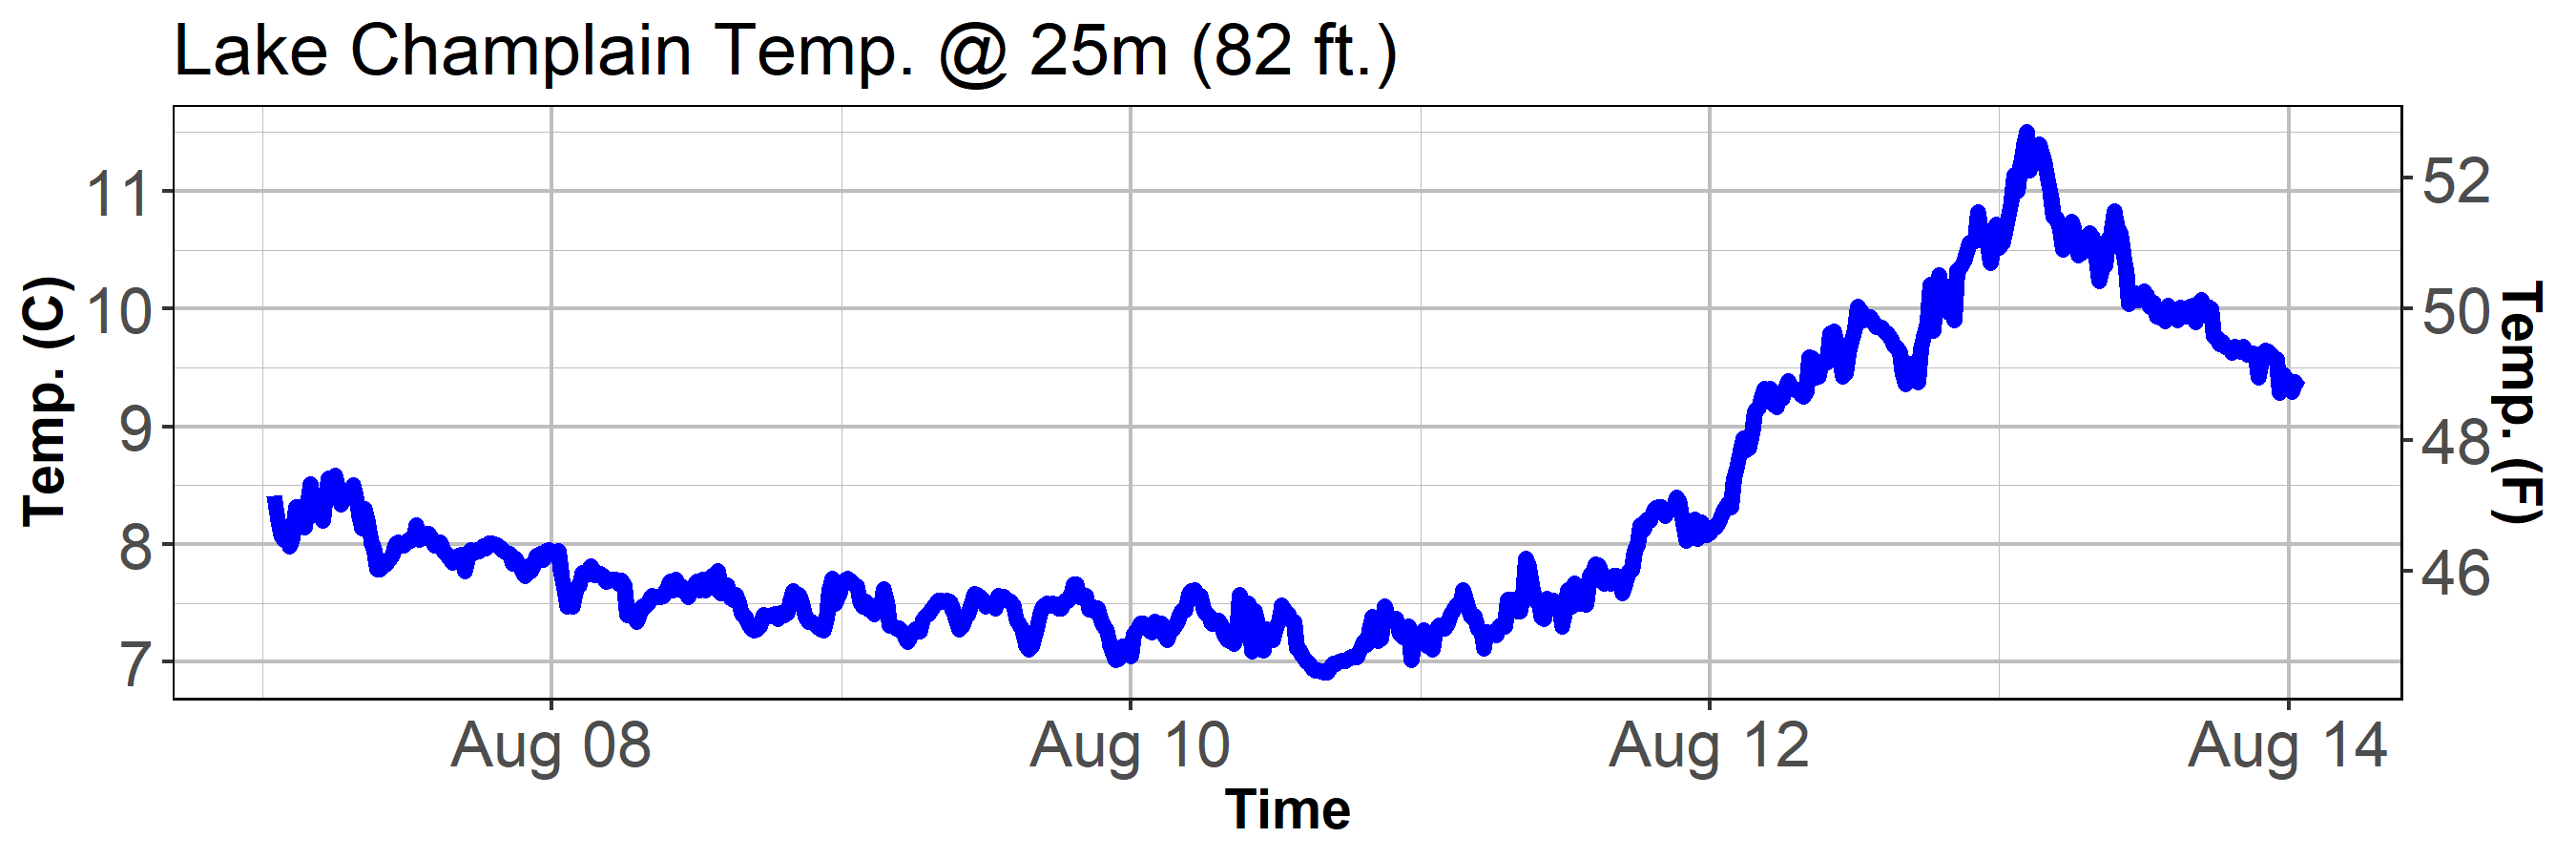 Lake Champlain Temp. @ 25m (82 ft.)
Temp. (C)
11
10
9
8
7
52
50
48
46
Temp. (F)
Aug 08 Aug 10 Aug 12 Aug 14
Time